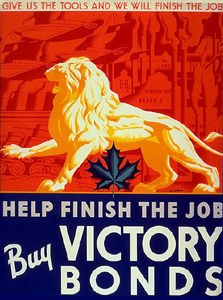 GIVE US THE TOOLS AND WE WILL FINISH THE JOB
HELP FINISH THE JOB
Buy VICTORY
BONDS